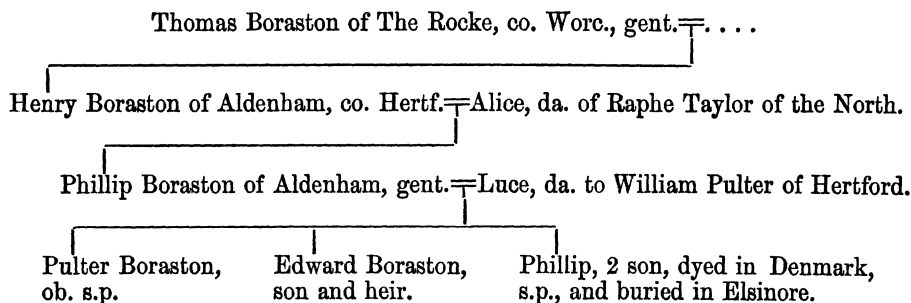 Thomas Boraston of The Rocke, co. Worc., gent.=. . . .
Henry Boraston of Aldenham, co. Hertf.=Alice, da. of Raphe Taylor of the North.
Phillip Boraston of Aldenham, gent.=Luce, da. to William Pulter of Hertford.
Pulter Boraston,
ob. s.p.
Edward Boraston,
son and heir.
Phillip, 2 son, dyed in Denmark,
s.p., and buried in Elsinore.